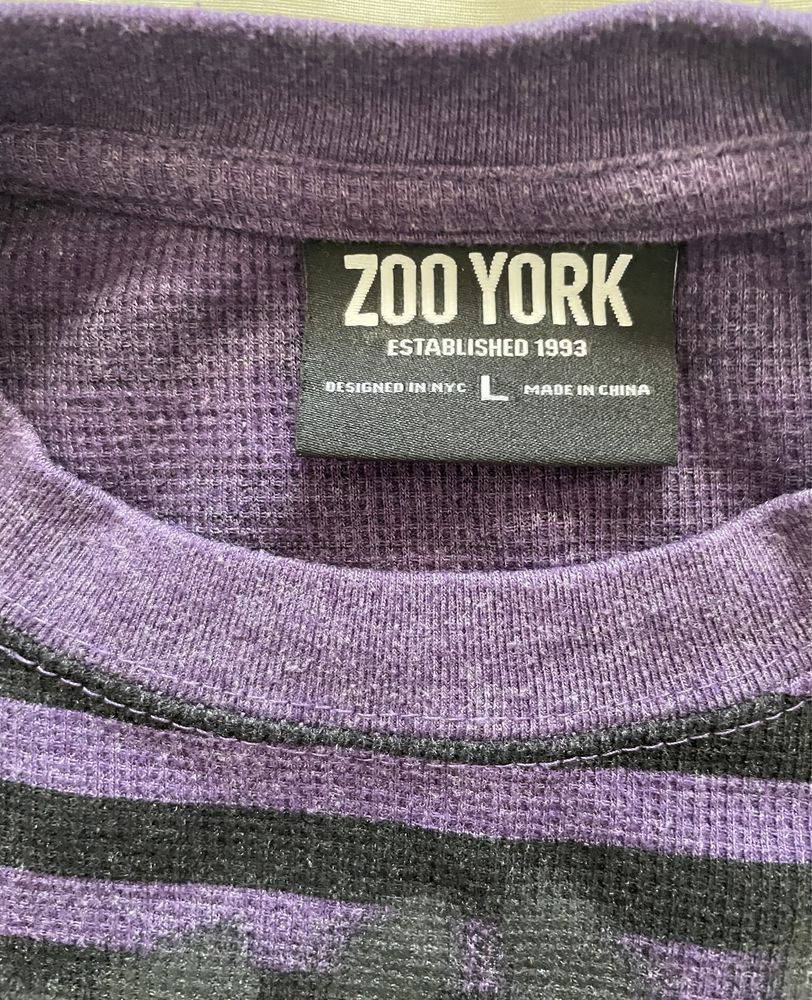 ZOO YORK
ESTABLISHED 1993
DESIGNED IN NYC L MADE IN CHINA